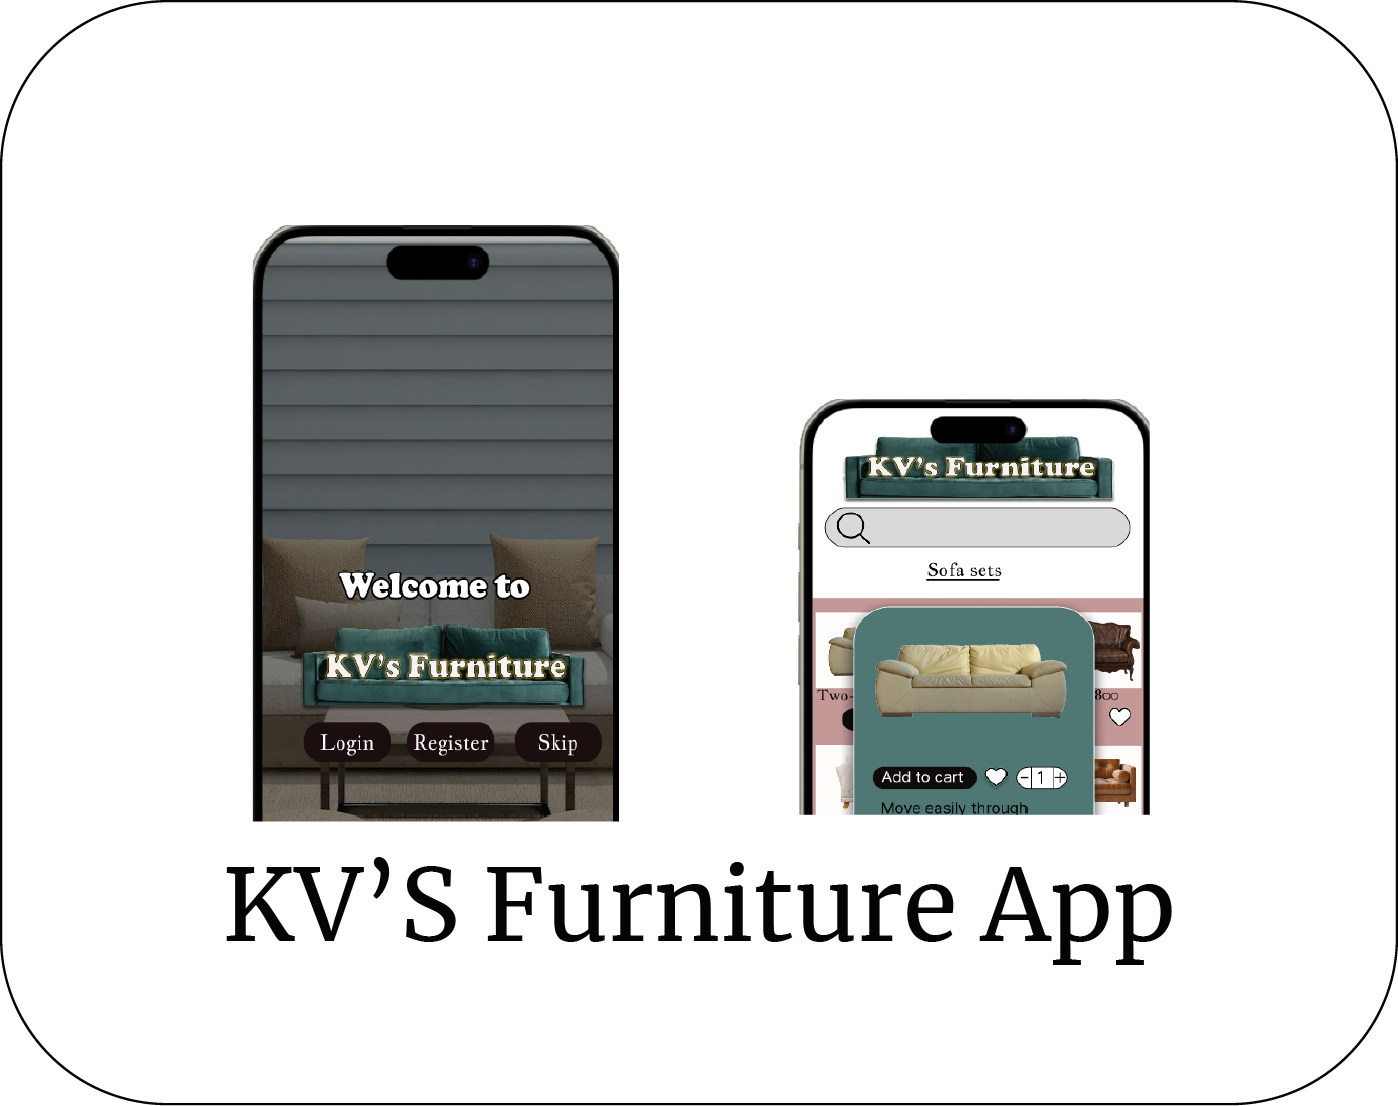 Welcome to
KV's Furniture
Login Register Skip
KV's Furniture
Sofa sets
Two-
800
Add to cart
1
Move easily through
KV'S Furniture App